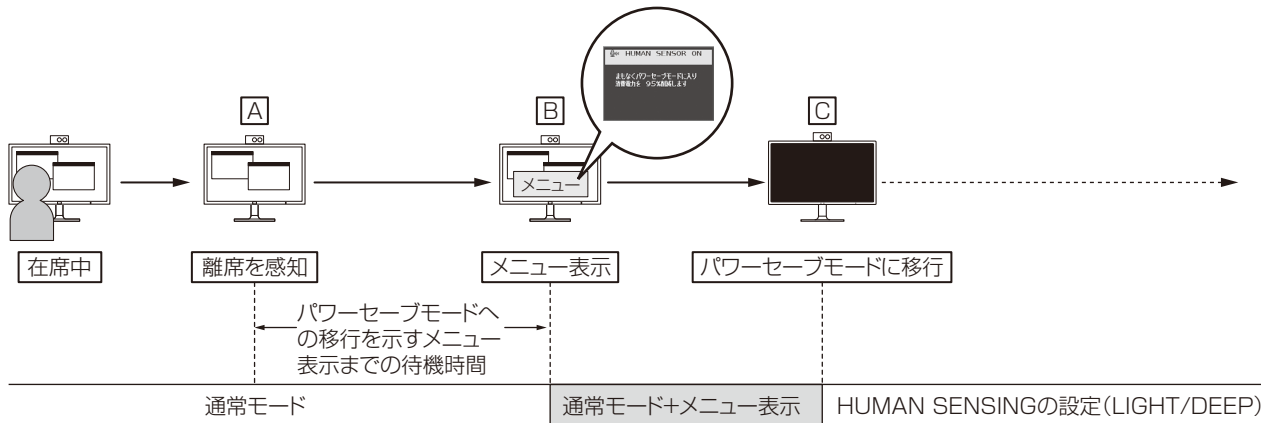 HUMAN SENSOR ON
まもなくパワーセーブモードに入り
消費電力を 95%削減します
A
B
C
メニュー
在席中
離席を感知
メニュー表示
パワーセーブモードに移行
パワーセーブモードへ
の移行を示すメニュー
表示までの待機時間
通常モード
通常モード+メニュー表示
HUMAN SENSINGの設定(LIGHT/DEEP)